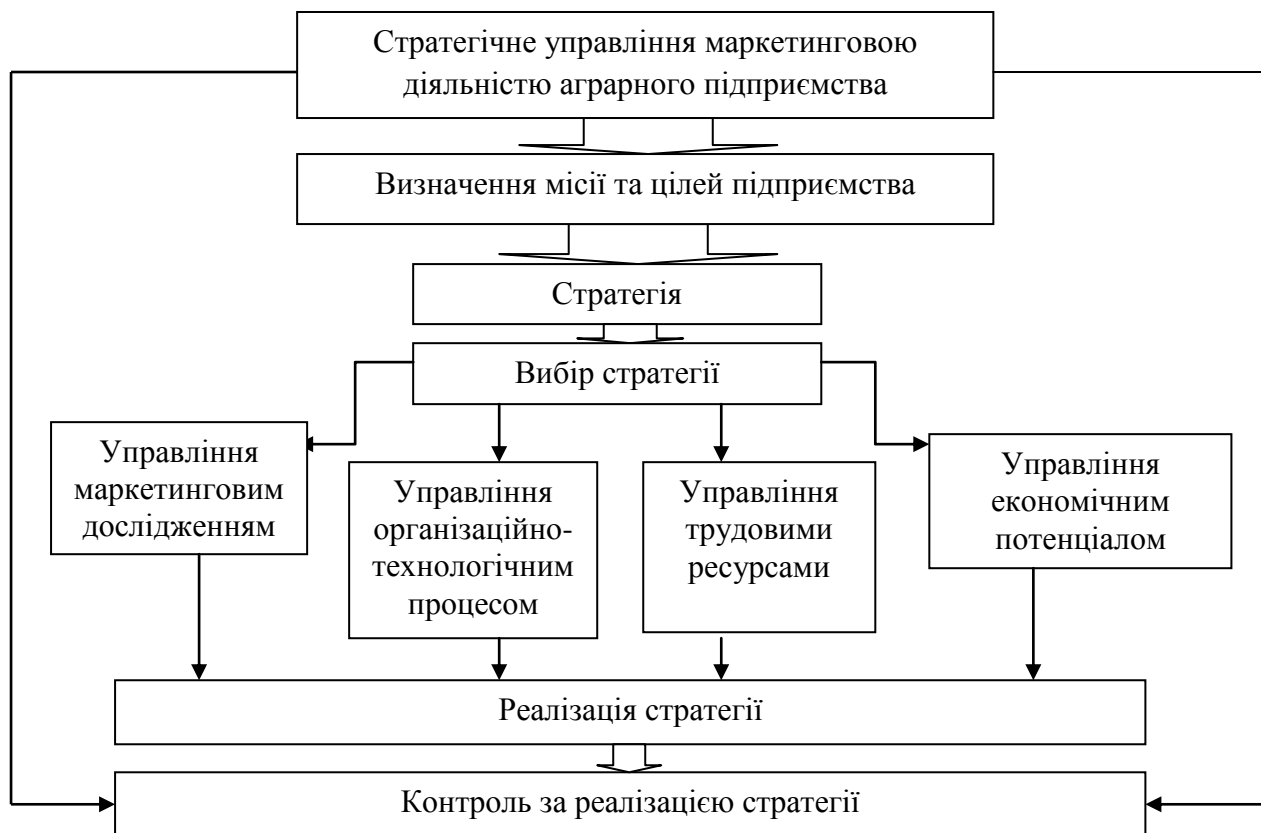 Стратегічне управління маркетинговою
діяльністю аграрного підприємства
Визначення місії та цілей підприємства
Стратегія
Вибір стратегії
Управління
маркетинговим
дослідженням
Управління
організаційно-
технологічним
процесом
Управління
трудовими
ресурсами
Управління
економічним
потенціалом
Реалізація стратегії
Контроль за реалізацією стратегії